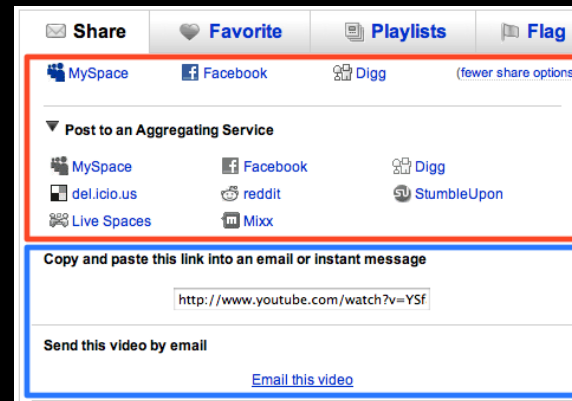 Share Favorite Playlists Flag
MySpace Facebook Digg (fewer share options
Post to an Aggregating Service
MySpace Facebook Digg
del.icio.us reddit StumbleUpon
Live Spaces Mixx
Copy and paste this link into an email or instant message
http://www.youtube.com/watch?v=YSf
Send this video by email
Email this video